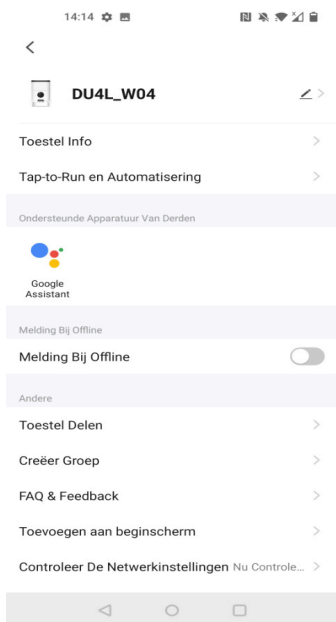 14:14
DU4L_W04
Toestel Info
Tap-to-Run en Automatisering
Ondersteunde Apparatuur Van Derden
Google
Assistant
Melding Bij Offline
Melding Bij Offline
Andere
Toestel Delen
Creëer Groep
FAQ & Feedback
Toevoegen aan beginscherm
Controleer De Netwerkinstellingen Nu Controle...